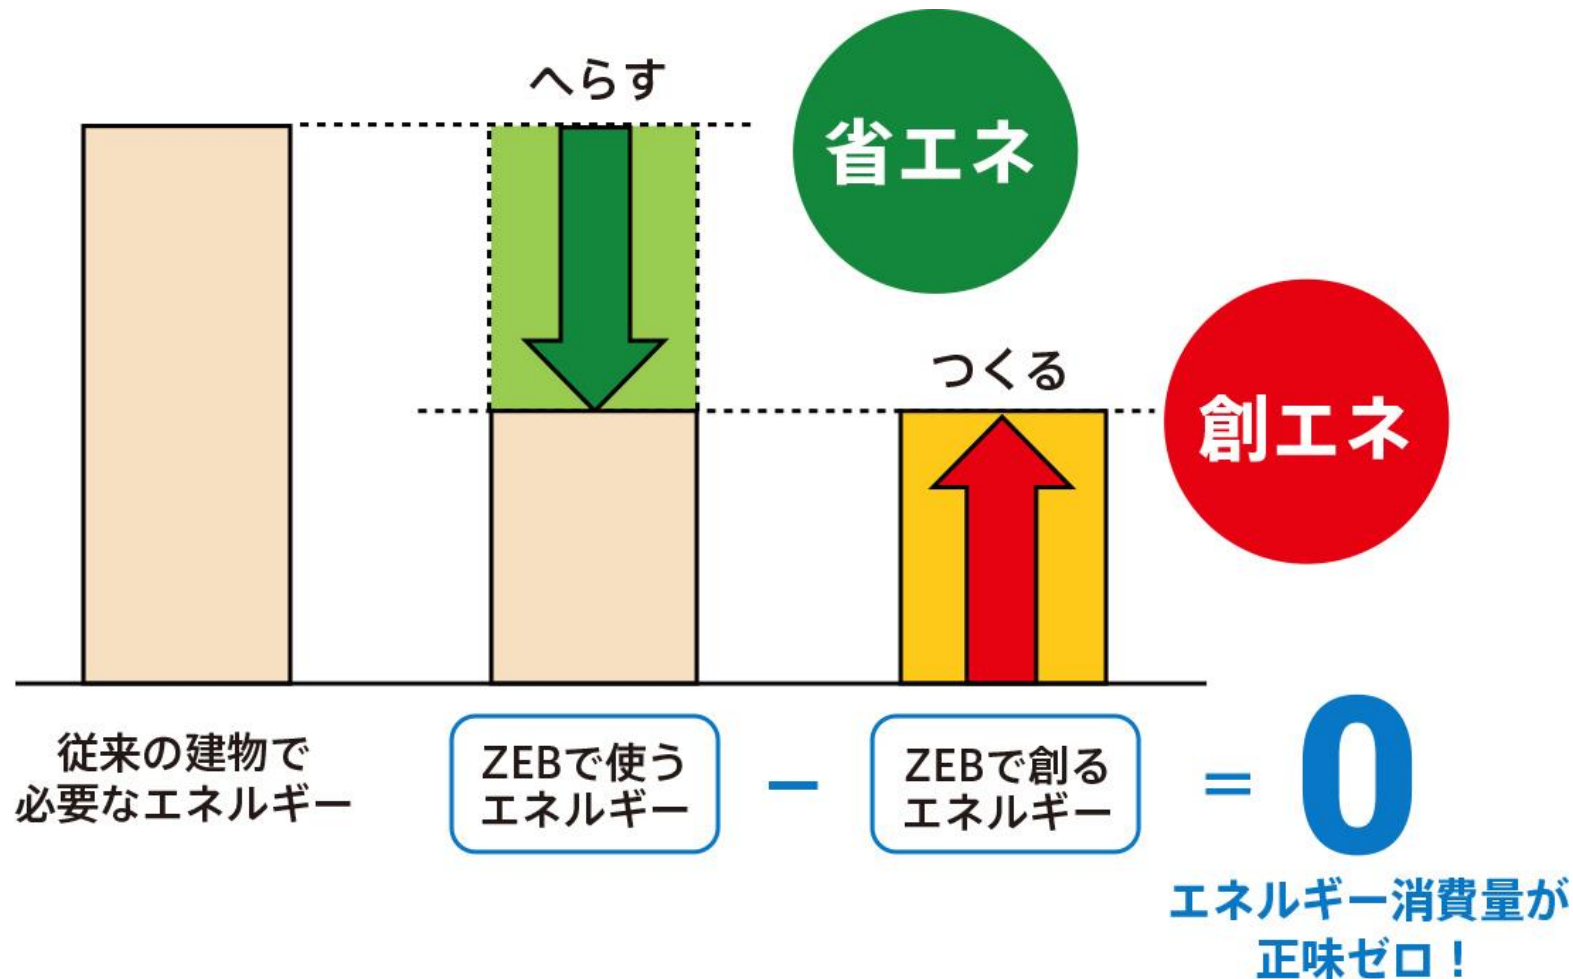 へらす
省エネ
つくる
創エネ
従来の建物で
必要なエネルギー
ZEBで使う
エネルギー
－
ZEBで創る
エネルギー
＝
0
エネルギー消費量が
正味ゼロ！